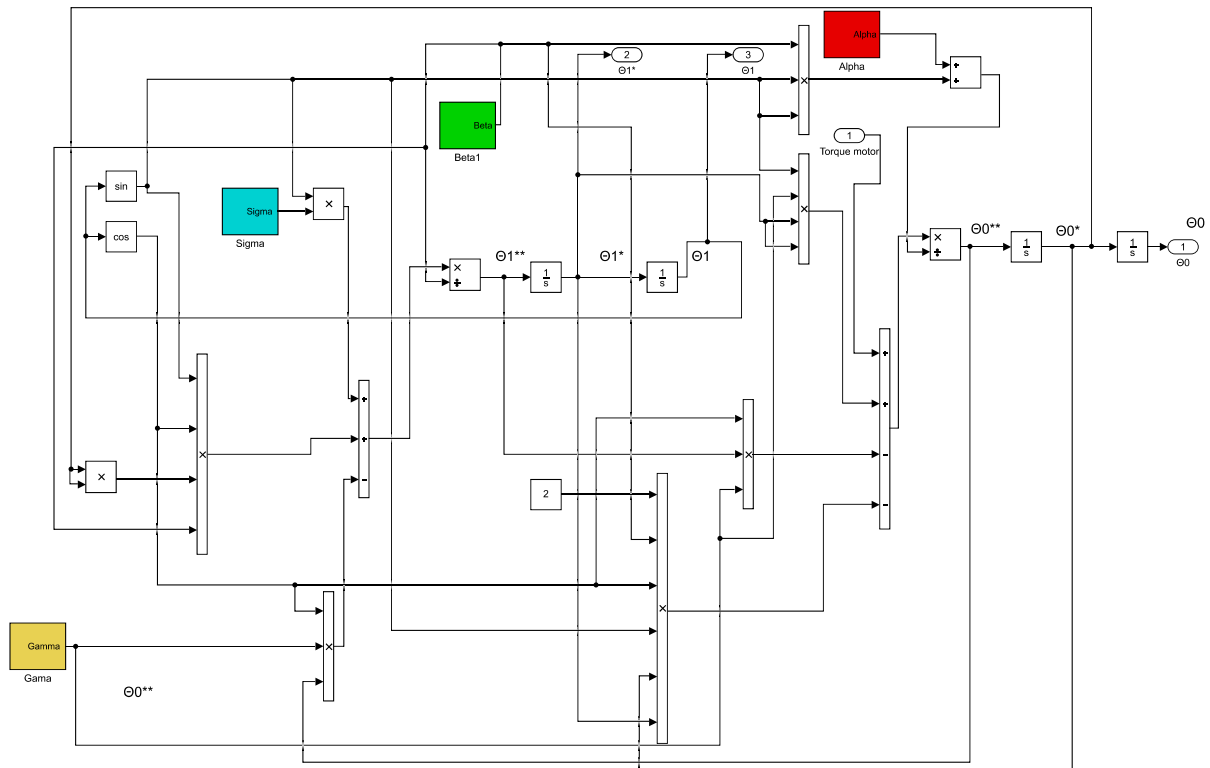 Alpha
Alpha
2
Θ1*
3
Θ1
+
+
×
Beta
Beta1
1
Torque motor
sin
Sigma
Sigma
×
×
cos
Θ1**
Θ1*
Θ1
×
÷
1
s
1
s
Θ0**
Θ0*
Θ0
×
÷
1
s
1
s
1
Θ0
+
+
+
+
-
-
×
×
×
-
2
×
×
Gamma
Gama
Θ0**